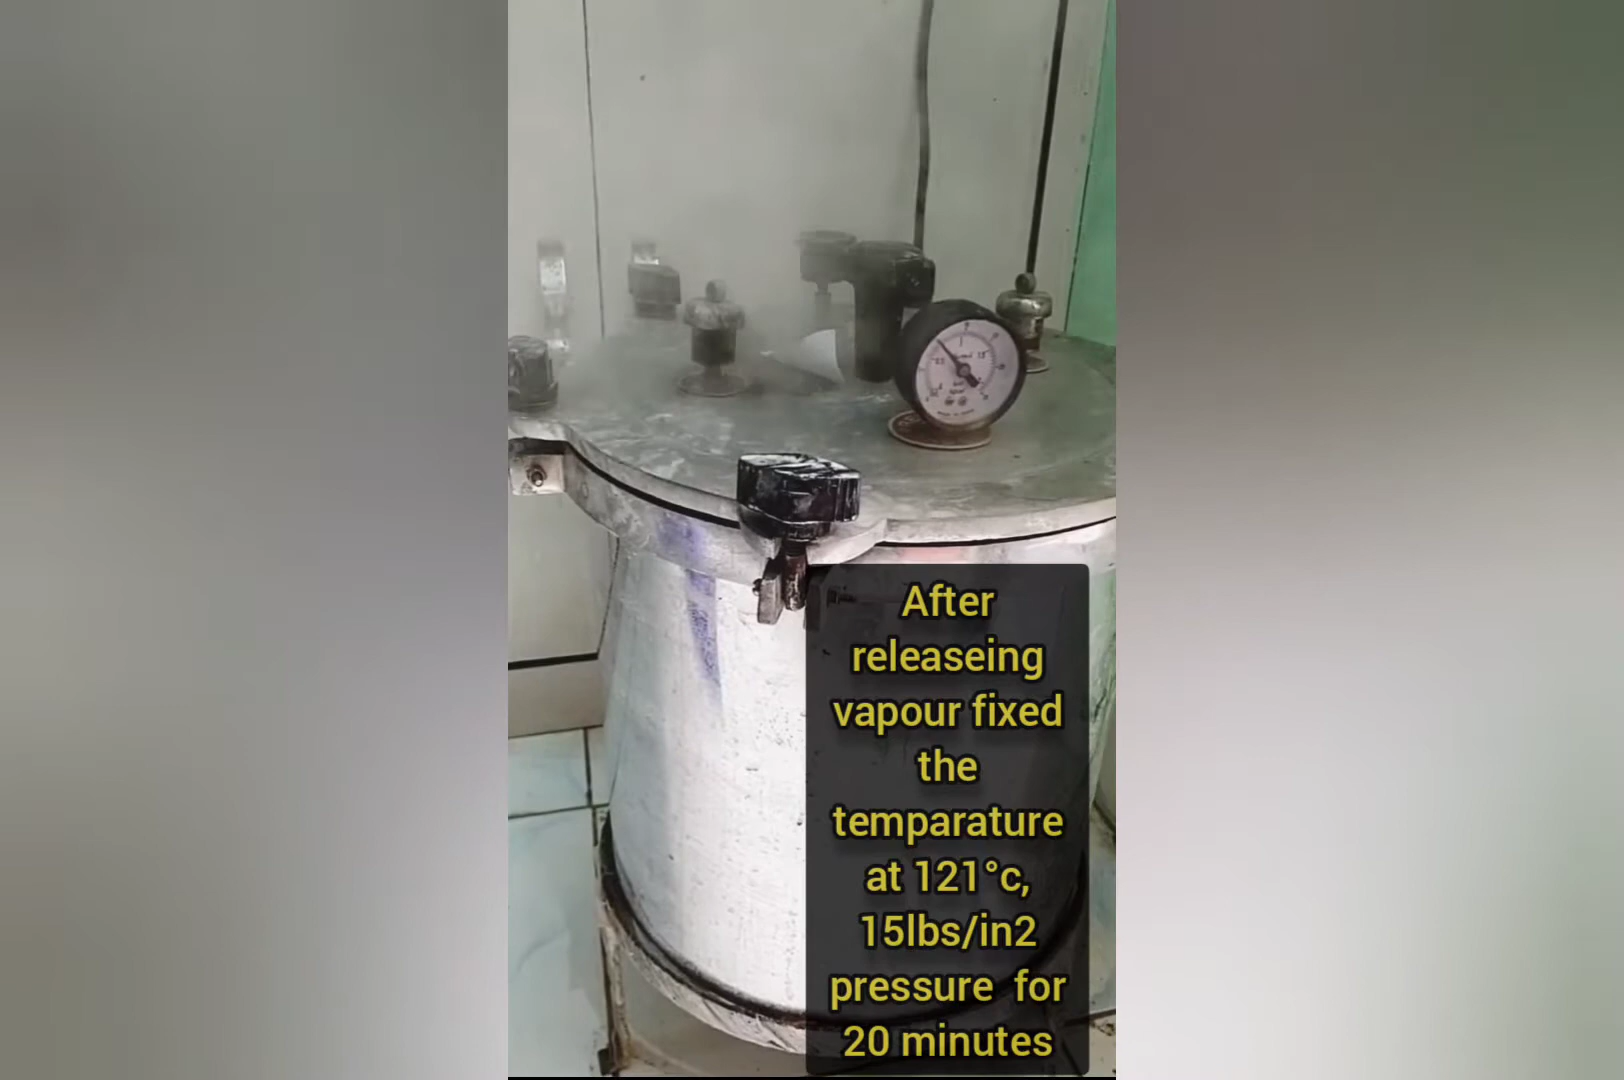 After
releaseing
vapour fixed
the
temparature
at 121°c,
15lbs/in2
pressure for
20 minutes